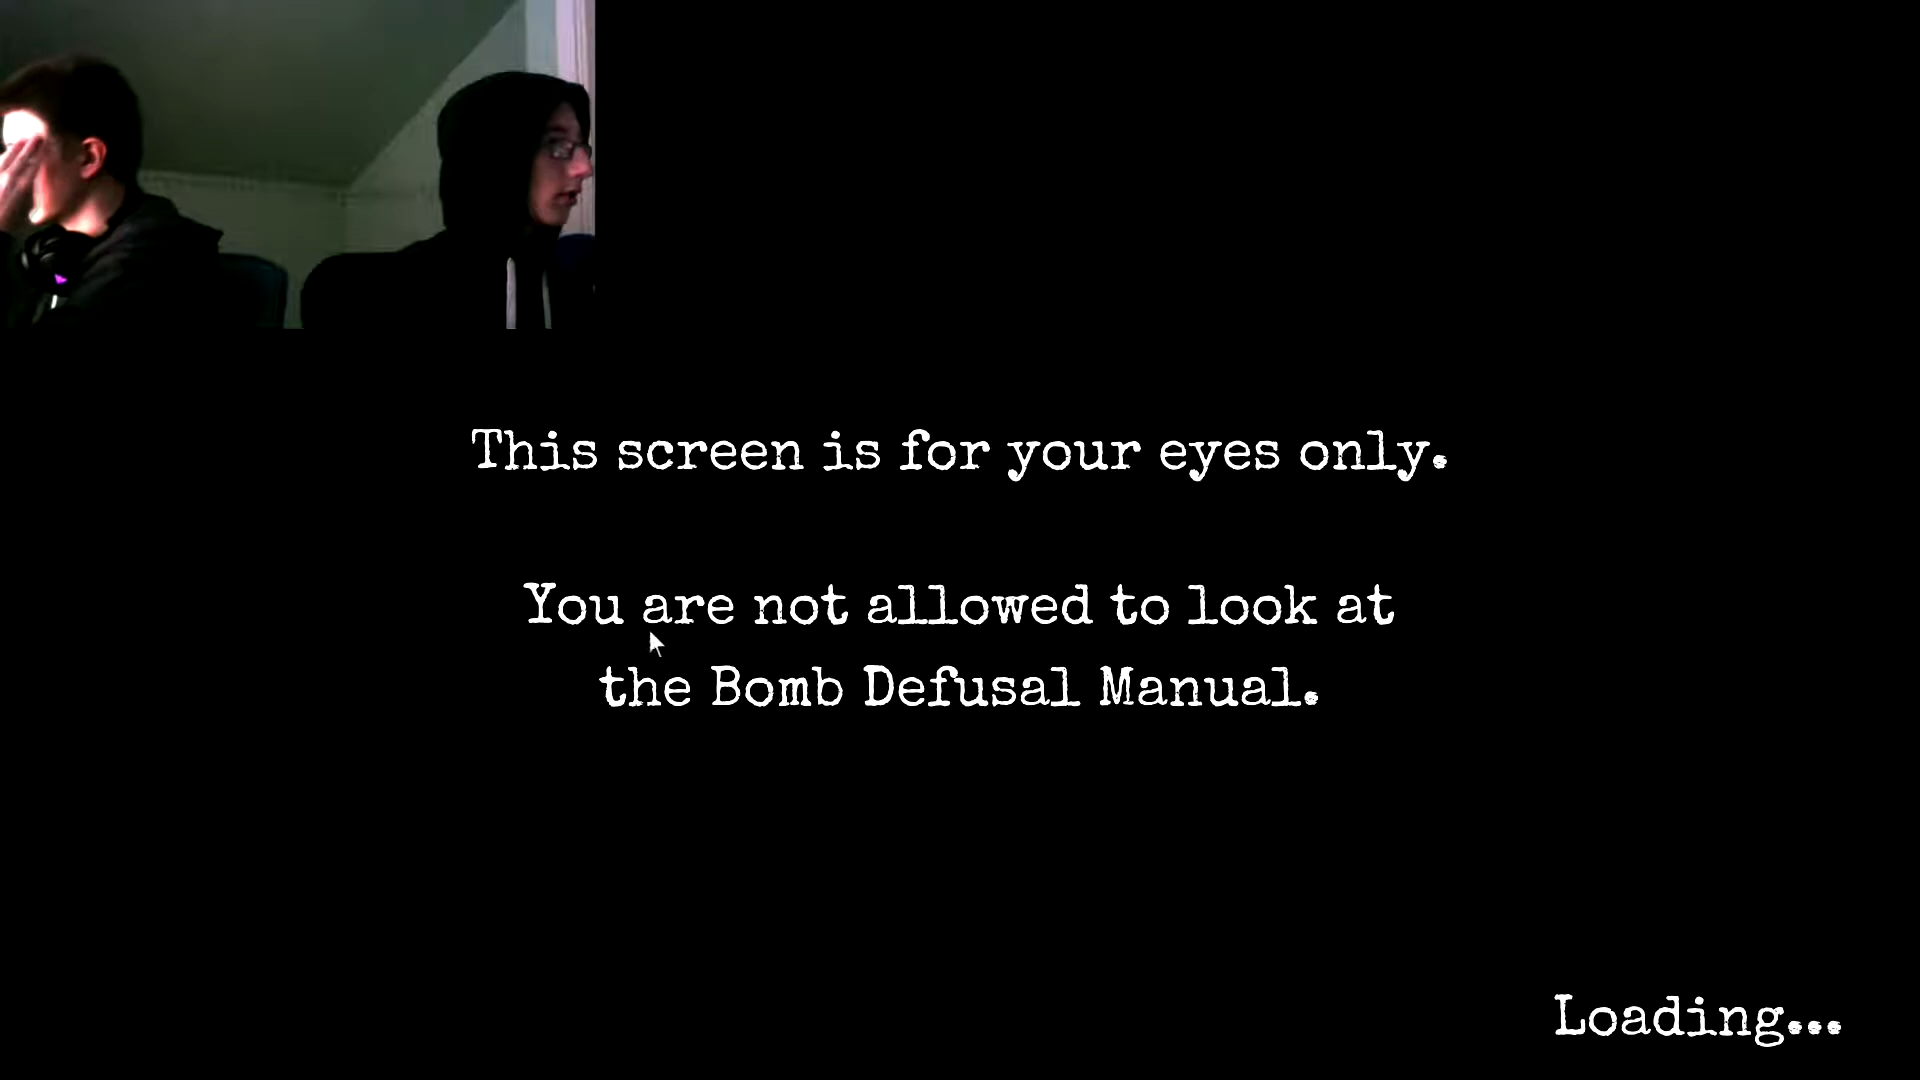 This screen is for your eyes only.
You are not allowed to look at
the Bomb Defusal Manual.
Loading...